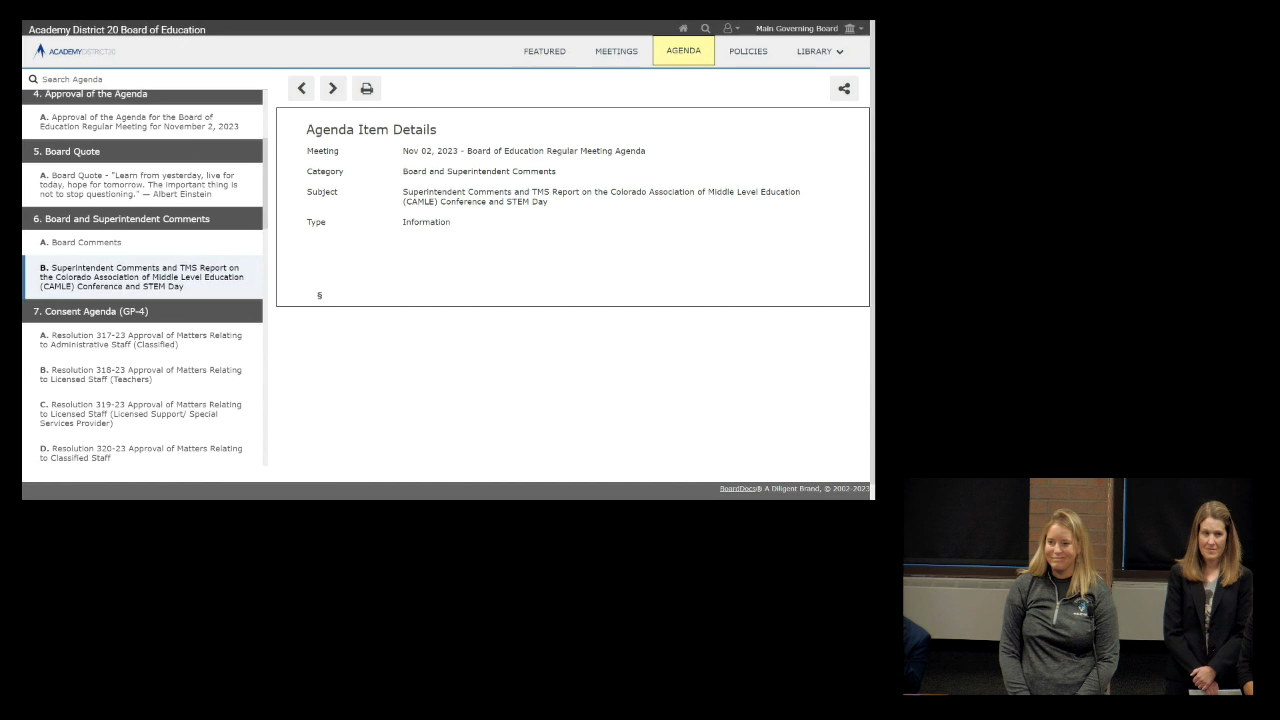 Academy District 20 Board of Education
Main Governing Board
ACADEMYDISTRICT20
FEATURED
MEETINGS
AGENDA
POLICIES
LIBRARY
Search Agenda
4. Approval of the Agenda
A. Approval of the Agenda for the Board of
Education Regular Meeting for November 2, 2023
5. Board Quote
A. Board Quote - "Learn from yesterday, live for
today, hope for tomorrow. The important thing is
not to stop questioning." — Albert Einstein
6. Board and Superintendent Comments
A. Board Comments
B. Superintendent Comments and TMS Report on
the Colorado Association of Middle Level Education
(CAMLE) Conference and STEM Day
7. Consent Agenda (GP-4)
A. Resolution 317-23 Approval of Matters Relating
to Administrative Staff (Classified)
B. Resolution 318-23 Approval of Matters Relating
to Licensed Staff (Teachers)
C. Resolution 319-23 Approval of Matters Relating
to Licensed Staff (Licensed Support/ Special
Services Provider)
D. Resolution 320-23 Approval of Matters Relating
to Classified Staff
Agenda Item Details
Meeting Nov 02, 2023 - Board of Education Regular Meeting Agenda
Category Board and Superintendent Comments
Subject Superintendent Comments and TMS Report on the Colorado Association of Middle Level Education
(CAMLE) Conference and STEM Day
Type Information
§
BoardDocs® A Diligent Brand, © 2002-2023